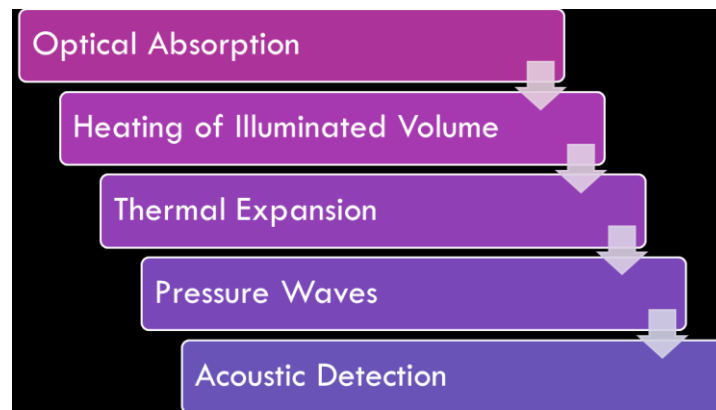 Optical Absorption
Heating of Illuminated Volume
Thermal Expansion
Pressure Waves
Acoustic Detection